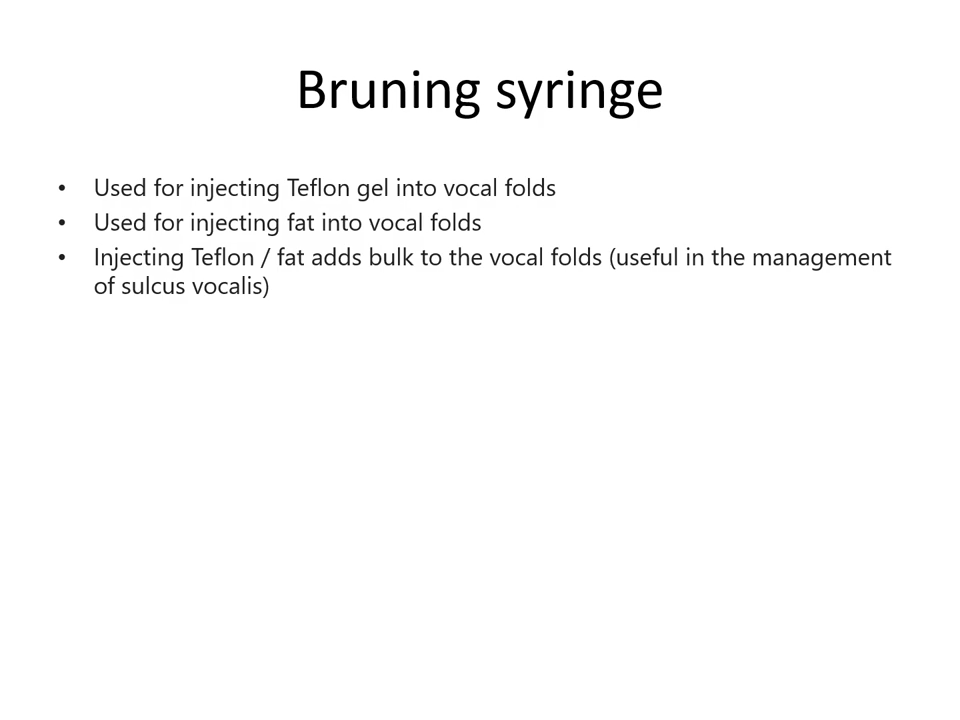 Bruning syringe
• Used for injecting Teflon gel into vocal folds
• Used for injecting fat into vocal folds
• Injecting Teflon / fat adds bulk to the vocal folds (useful in the management
of sulcus vocalis)